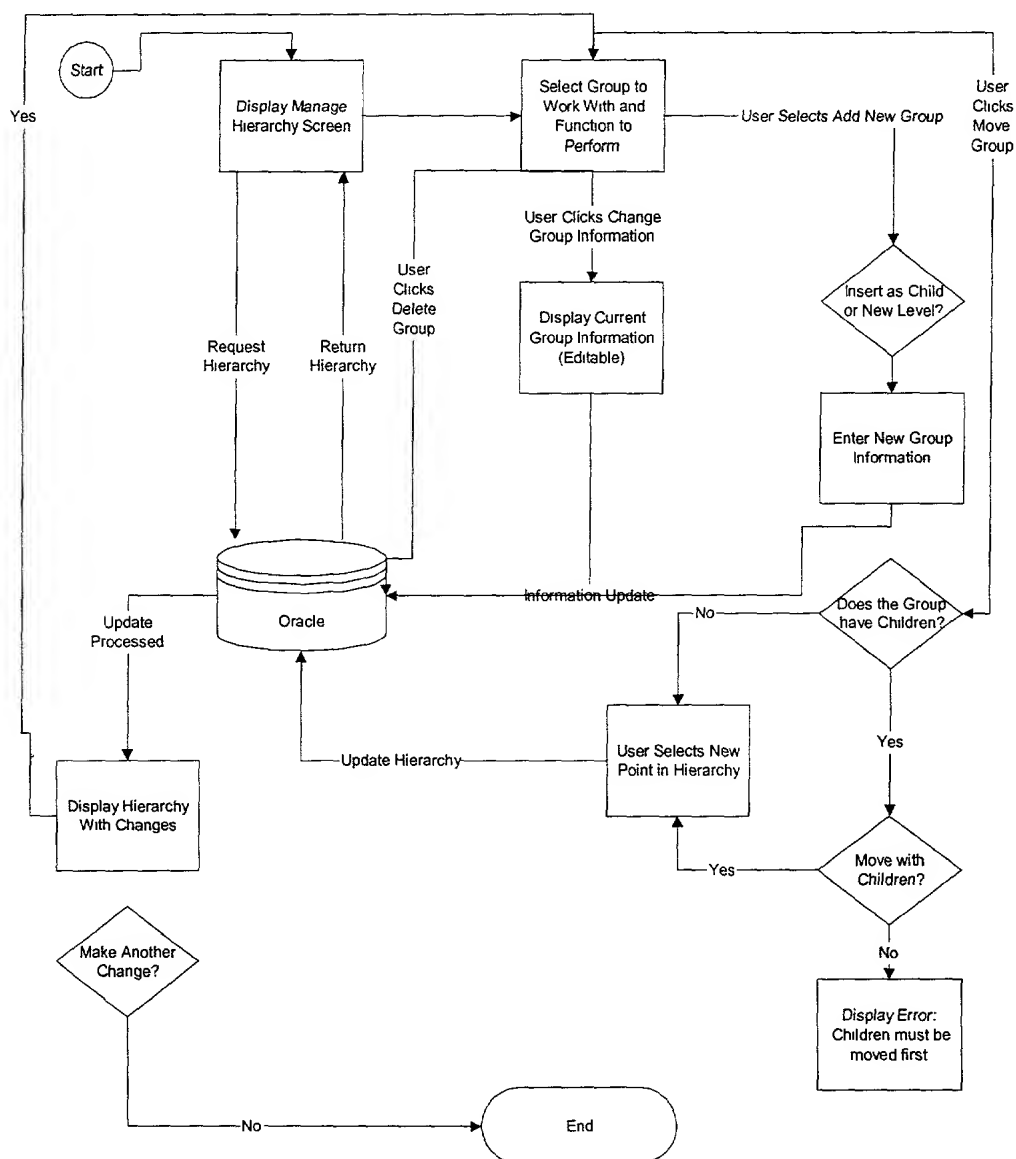 Start
Display Manage
Hierarchy Screen
Select Group to
Work With and
Function to
Perform
User Selects Add New Group
User
Clicks
Move
Group
Yes
User Clicks Change
Group Information
User
Clicks
Delete
Group
Insert as Child
or New Level?
Display Current
Group Information
(Editable)
Request
Hierarchy
Return
Hierarchy
Enter New Group
Information
Oracle
Information Update
Does the Group
have Children?
No
Update
Processed
Yes
User Selects New
Point in Hierarchy
Update Hierarchy
Display Hierarchy
With Changes
Move with
Children?
Yes
No
Make Another
Change?
Display Error:
Children must be
moved first
No
End